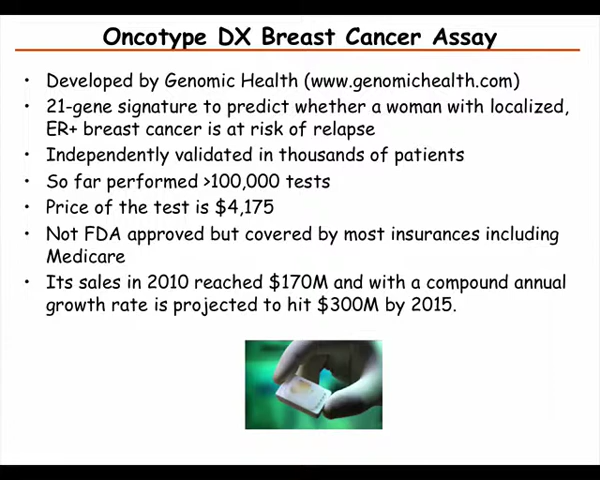 Oncotype DX Breast Cancer Assay
• Developed by Genomic Health (www.genomichealth.com)
• 21-gene signature to predict whether a woman with localized,
ER+ breast cancer is at risk of relapse
• Independently validated in thousands of patients
• So far performed >100,000 tests
• Price of the test is $4,175
• Not FDA approved but covered by most insurances including
Medicare
• Its sales in 2010 reached $170M and with a compound annual
growth rate is projected to hit $300M by 2015.